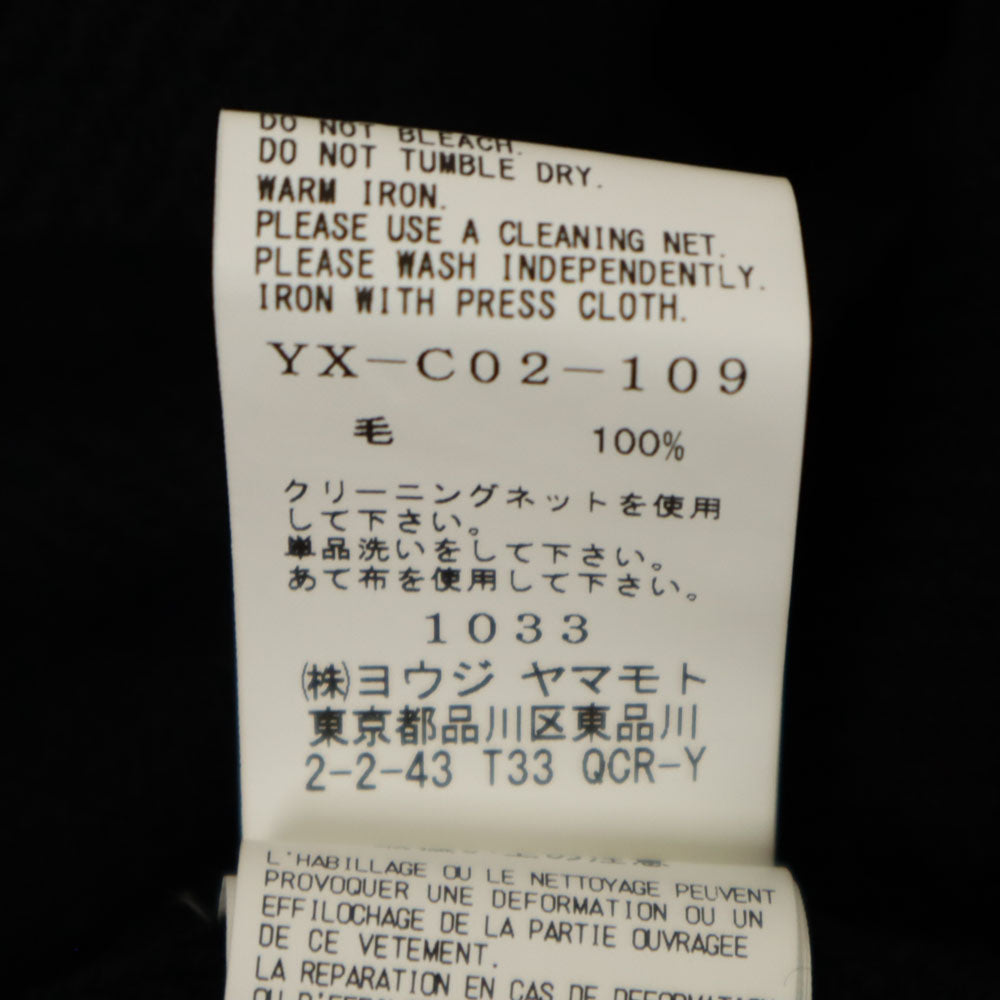 DO NOT BLEACH.
DO NOT TUMBLE DRY.
WARM IRON.
PLEASE USE A CLEANING NET.
PLEASE WASH INDEPENDENTLY.
IRON WITH PRESS CLOTH.
YX-C02-109
毛 100%
クリーニングネットを使用
して下さい。
単品洗いをして下さい。
あて布を使用して下さい。
1033
㈱ヨウジ ヤマモト
東京都品川区東品川
2-2-43 T33 QCR-Y
L'HABILLAGE OU LE NETTOYAGE PEUVENT
PROVOQUER UNE DEFORMATION OU UN
EFFILOCHAGE DE LA PARTIE OUVRAGEE
DE CE VETEMENT.
LA REPARATION EN CAS DE DEFORMATION